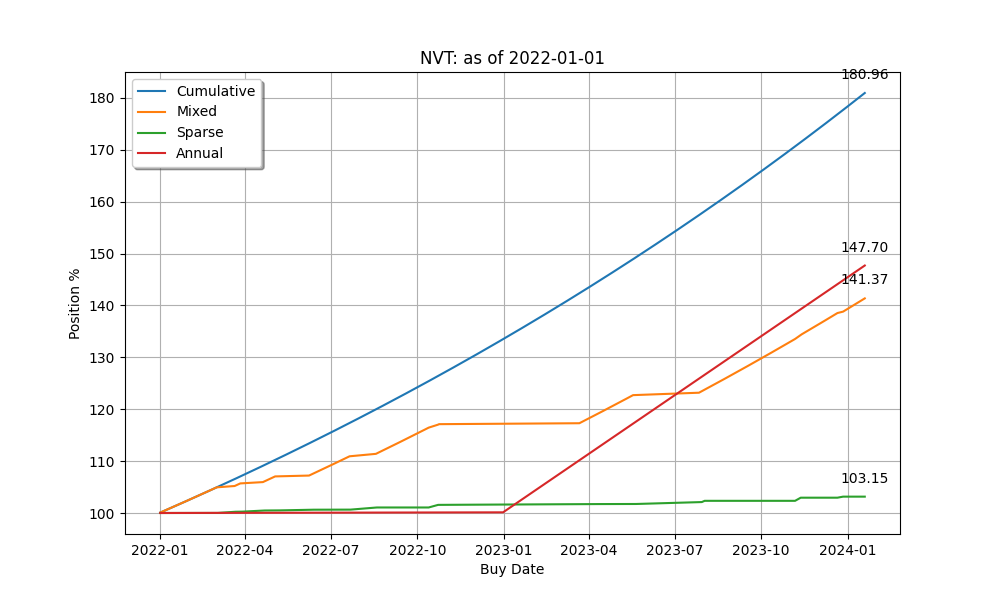 NVT: as of 2022-01-01
180.96
Cumulative
Mixed
Sparse
Annual
180
170
160
150
147.70
141.37
140
130
120
110
103.15
100
Position %
2022-01 2022-04 2022-07 2022-10 2023-01 2023-04 2023-07 2023-10 2024-01
Buy Date